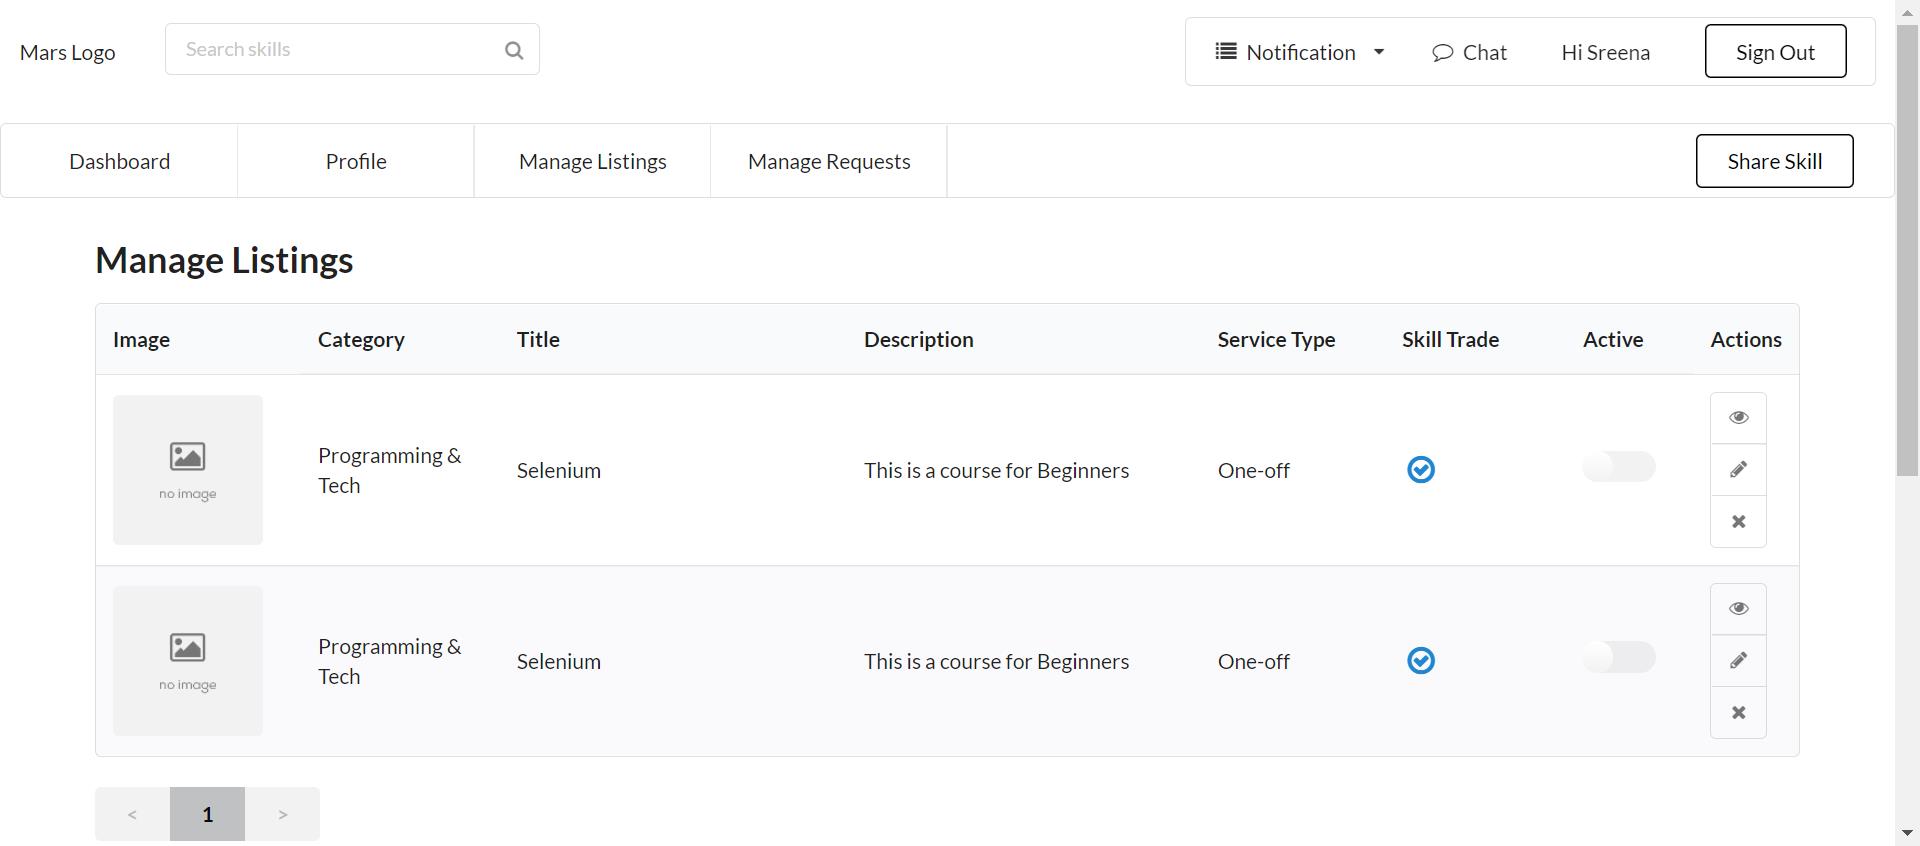 Mars Logo
Search skills
Notification
Chat
Hi Sreena
Sign Out
Dashboard
Profile
Manage Listings
Manage Requests
Share Skill
Manage Listings
Image Category Title Description Service Type Skill Trade Active Actions
no image
Programming &
Tech
Selenium
This is a course for Beginners
One-off
no image
Programming &
Tech
Selenium
This is a course for Beginners
One-off
< 1 >